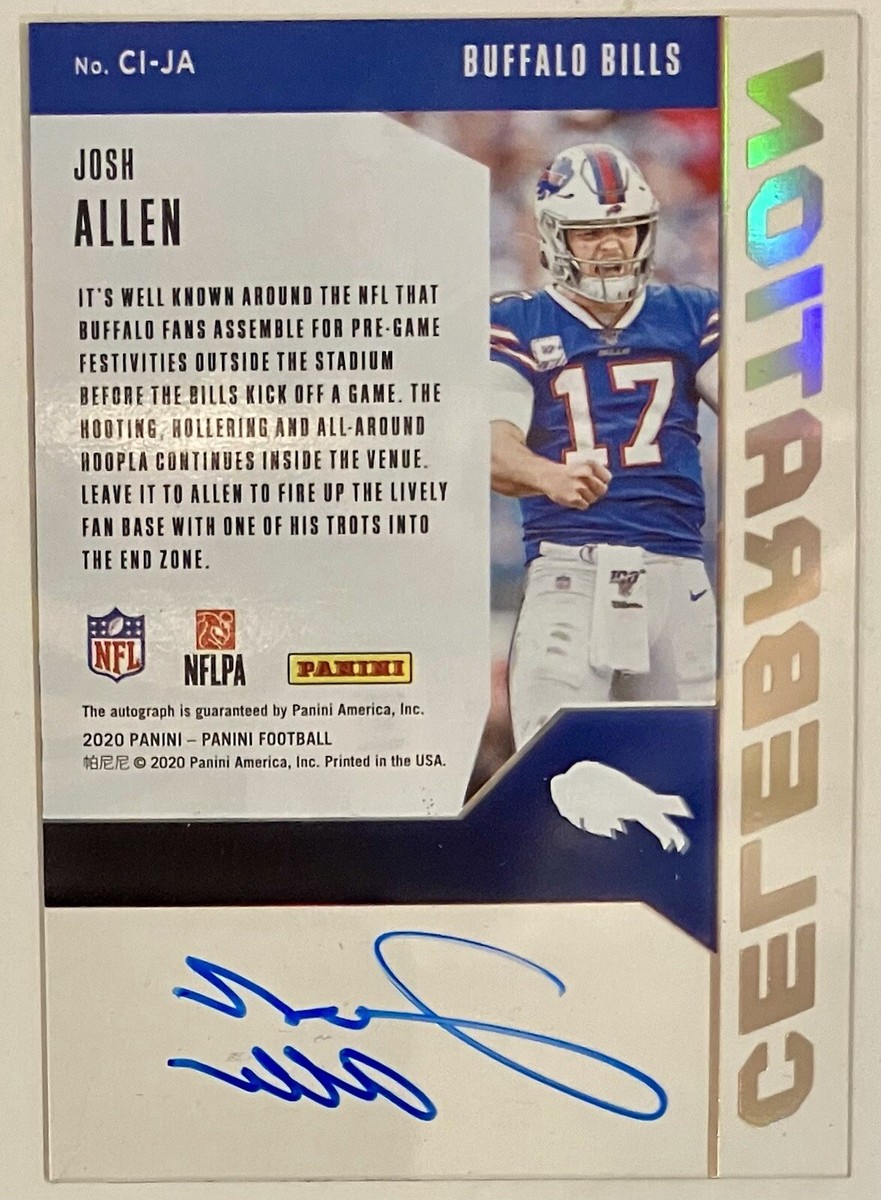 No. CI-JA
BUFFALO BILLS
JOSH
ALLEN
IT'S WELL KNOWN AROUND THE NFL THAT
BUFFALO FANS ASSEMBLE FOR PRE-GAME
FESTIVITIES OUTSIDE THE STADIUM
BEFORE THE BILLS KICK OFF A GAME. THE
HOOTING, HOLLERING AND ALL-AROUND
HOOPLA CONTINUES INSIDE THE VENUE.
LEAVE IT TO ALLEN TO FIRE UP THE LIVELY
FAN BASE WITH ONE OF HIS TROTS INTO
THE END ZONE.
17
17
BILLS
100
NFL
NFLPA
PANINI
The autograph is guaranteed by Panini America, Inc.
2020 PANINI – PANINI FOOTBALL
帕尼尼 © 2020 Panini America, Inc. Printed in the USA.
CELEBRATION